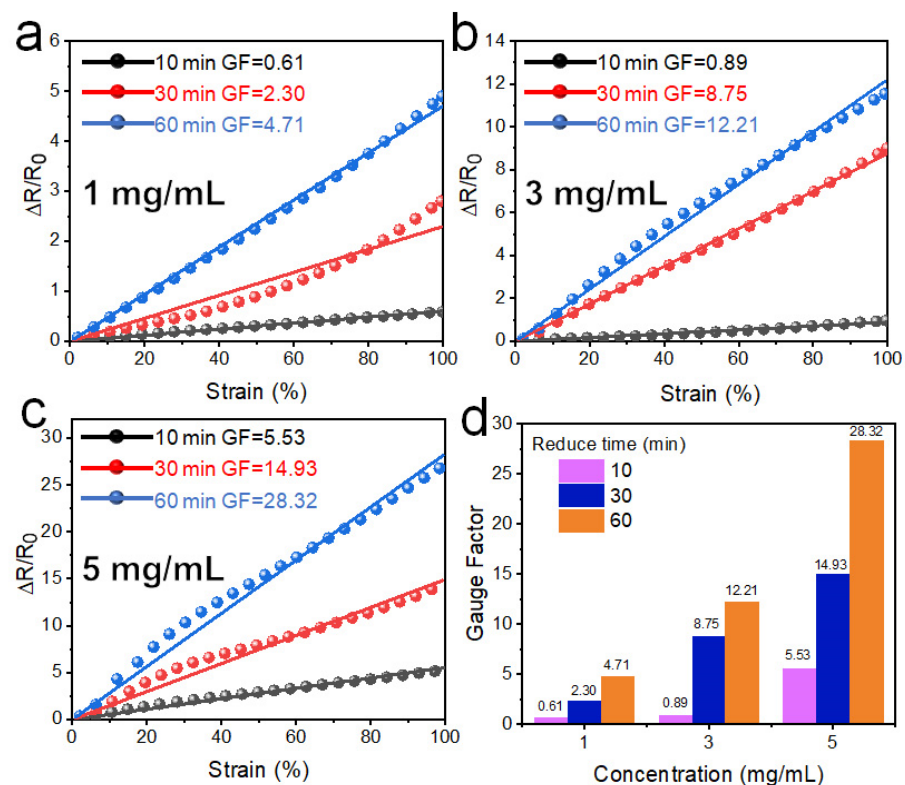 a
6
5
4
3
2
1
0
ΔR/R0
10 min GF=0.61
30 min GF=2.30
60 min GF=4.71
1 mg/mL
0 20 40 60 80 100
Strain (%)
b
14
12
10
8
6
4
2
0
ΔR/R0
10 min GF=0.89
30 min GF=8.75
60 min GF=12.21
3 mg/mL
0 20 40 60 80 100
Strain (%)
c
30
25
20
15
10
5
0
ΔR/R0
10 min GF=5.53
30 min GF=14.93
60 min GF=28.32
5 mg/mL
0 20 40 60 80 100
Strain (%)
d
30
25
20
15
10
5
0
Gauge Factor
Reduce time (min)
10
30
60
0.61 2.30 4.71
0.89 8.75 12.21
5.53 14.93 28.32
1 3 5
Concentration (mg/mL)